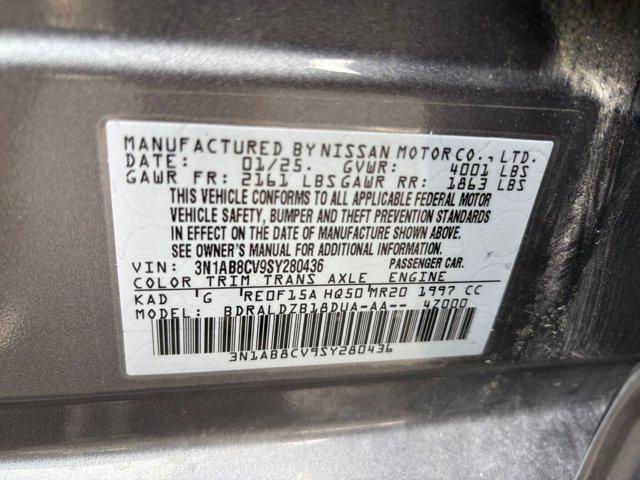 MANUFACTURED BY NISSAN MOTOR CO., LTD.
DATE: 01/25. GVWR: 4001 LBS
GAWR FR: 2161 LBS GAWR RR: 1863 LBS
THIS VEHICLE CONFORMS TO ALL APPLICABLE FEDERAL MOTOR
VEHICLE SAFETY, BUMPER AND THEFT PREVENTION STANDARDS
IN EFFECT ON THE DATE OF MANUFACTURE SHOWN ABOVE.
SEE OWNER'S MANUAL FOR ADDITIONAL INFORMATION.
VIN: 3N1AB8CV9SY280436 PASSENGER CAR.
COLOR TRIM TRANS AXLE ENGINE
KAD G RE0F15A HQ50 MR20 1997 CC
MODEL: BDRALDZB18DUA-AA-- 4Z000
3N1AB8CV9SY280436